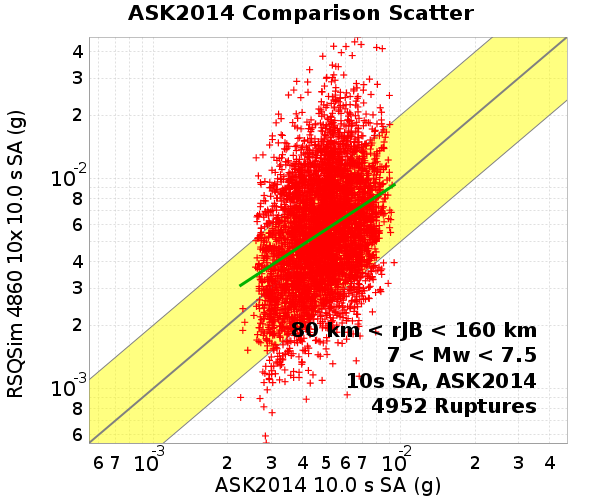 ASK2014 Comparison Scatter
RSQSim 4860 10x 10.0 s SA (g)
4
3
2
10-2
8
6
4
3
2
10-3
8
6
80 km < rJB < 160 km
7 < Mw < 7.5
10s SA, ASK2014
4952 Ruptures
6 7 10-3 2 3 4 5 6 7 10-2 2 3 4
ASK2014 10.0 s SA (g)